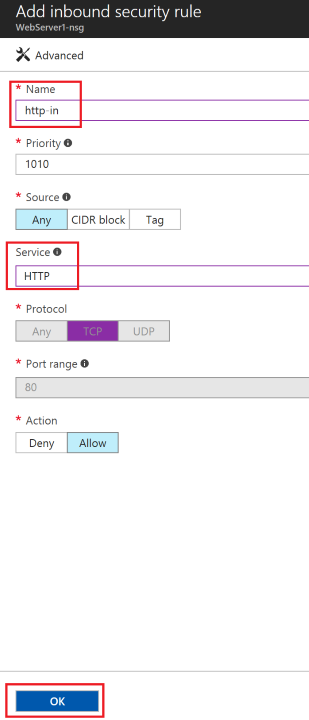 Add inbound security rule
WebServer1-nsg
Advanced
* Name
http-in
* Priority
1010
* Source
Any CIDR block Tag
Service
HTTP
* Protocol
Any TCP UDP
* Port range
80
* Action
Deny Allow
OK